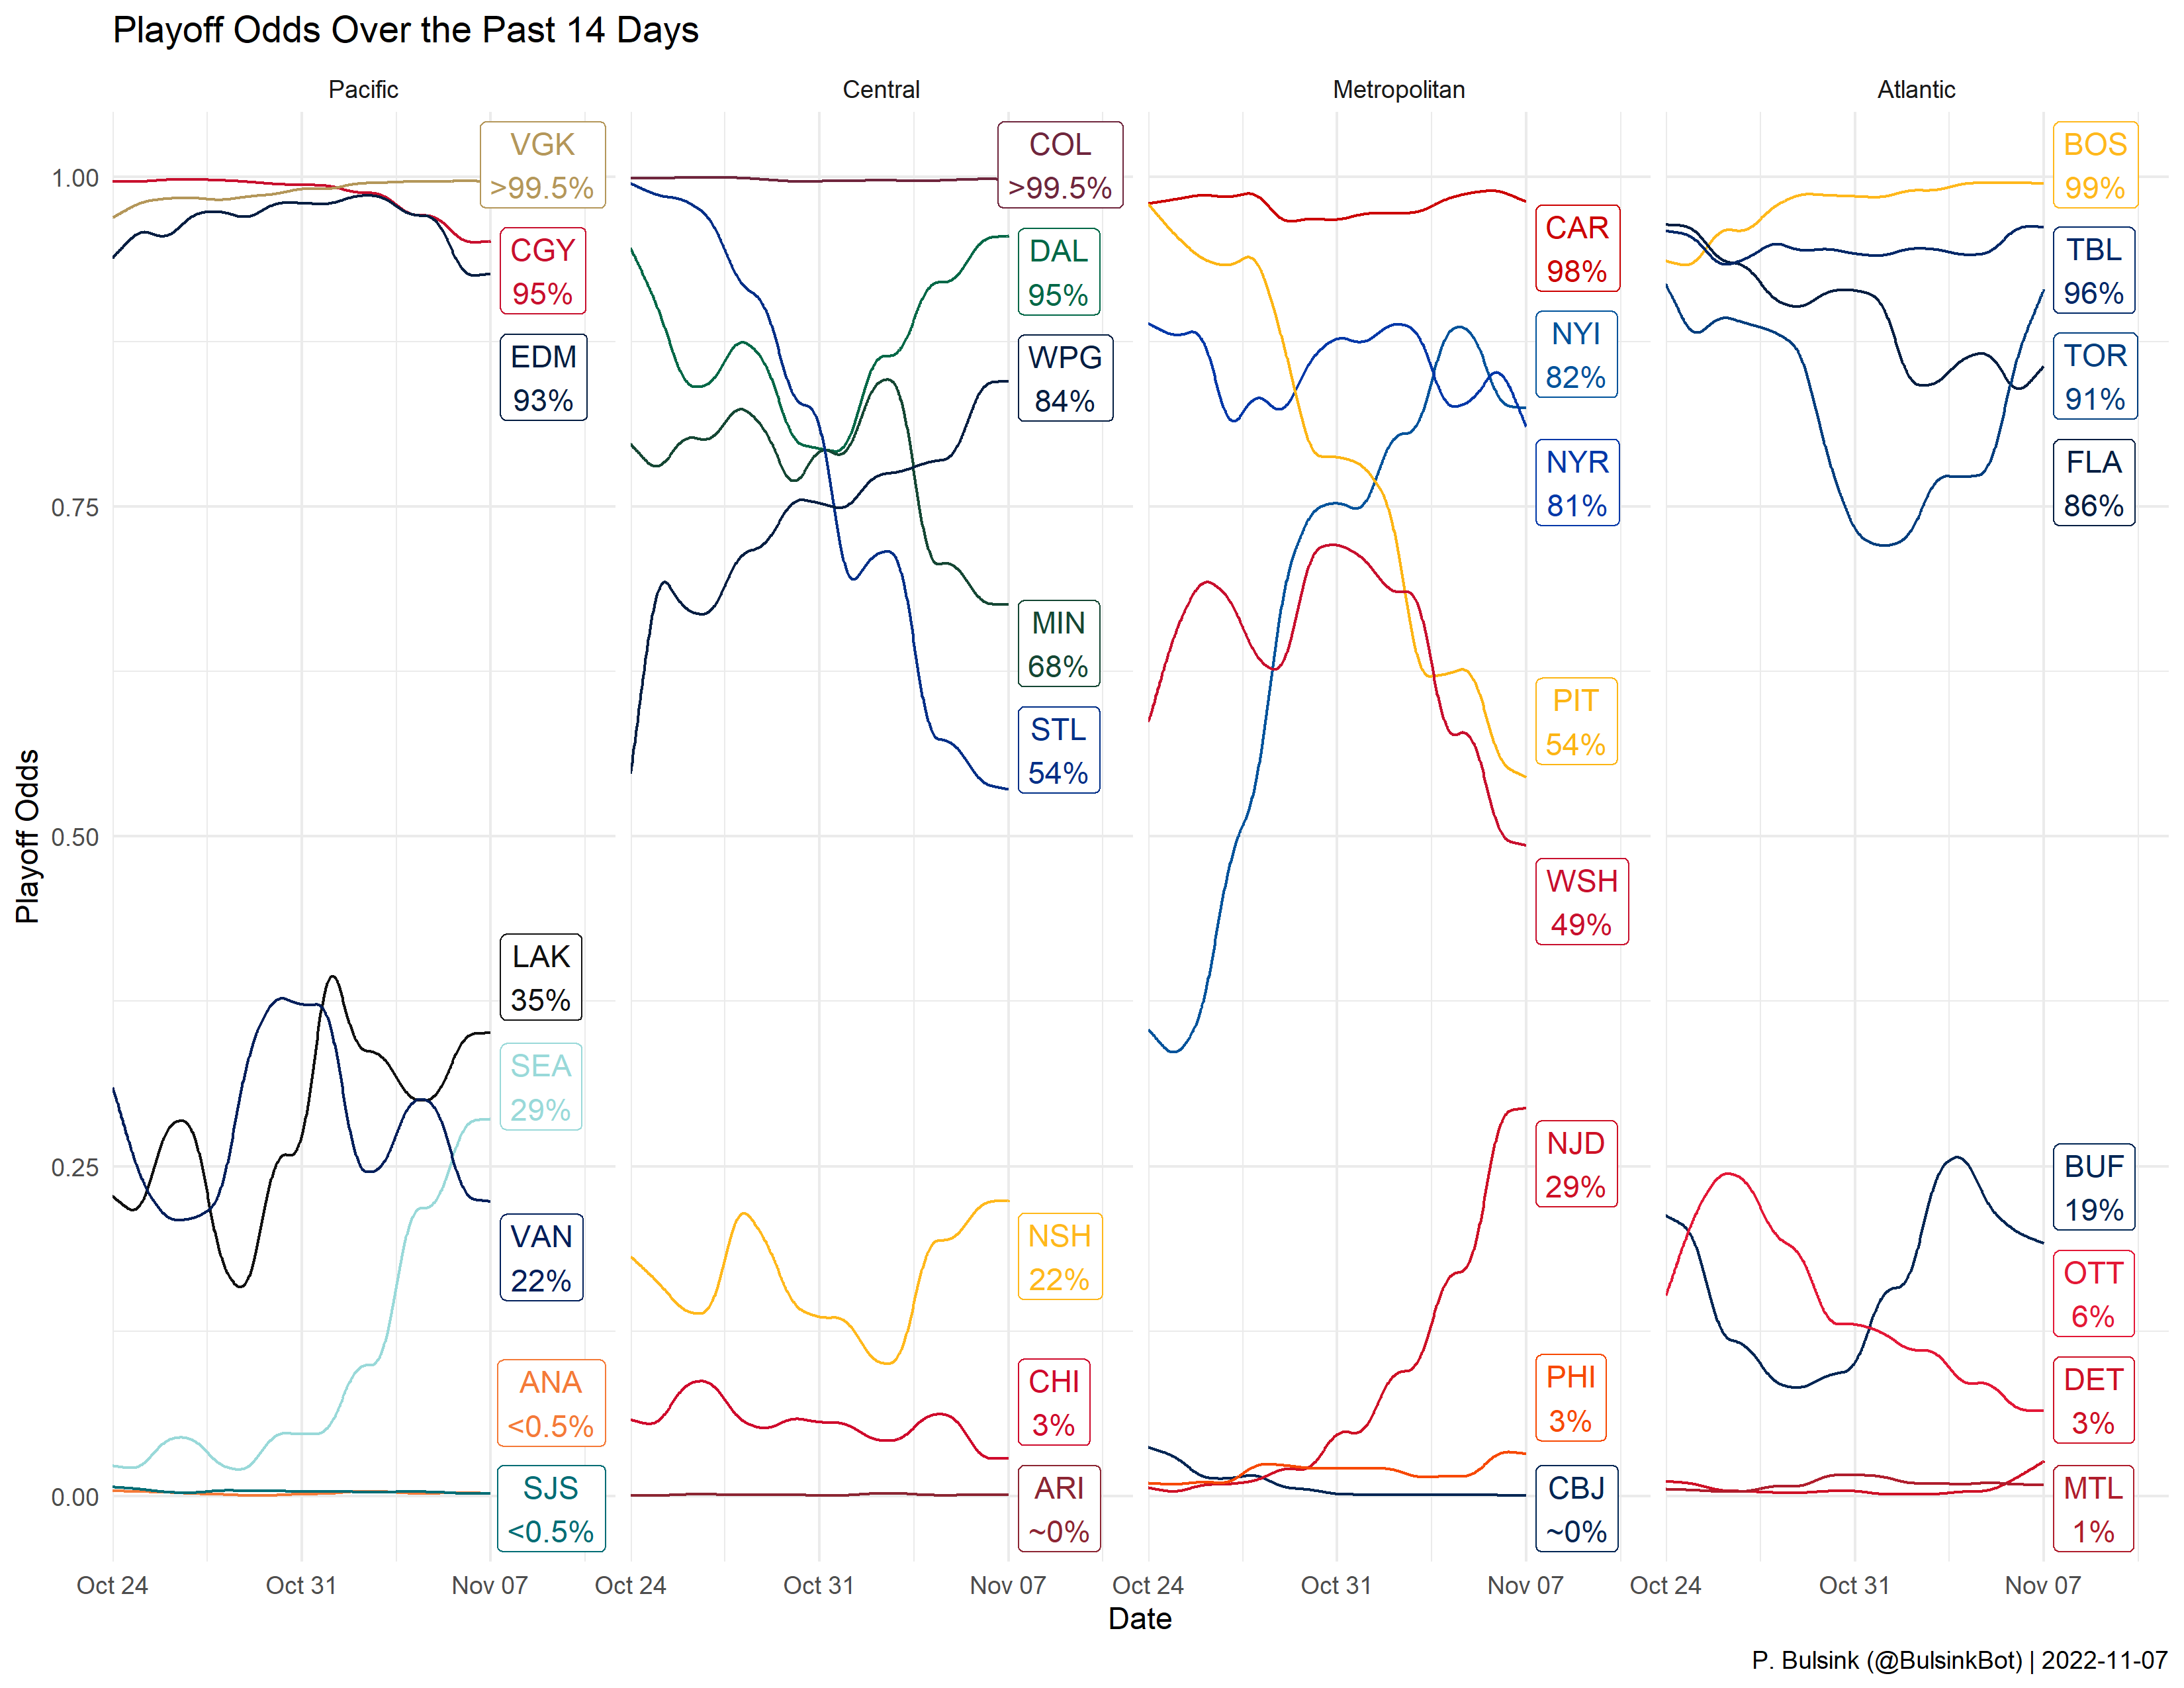 Playoff Odds Over the Past 14 Days
Pacific
Central
Metropolitan
Atlantic
Playoff Odds
1.00
0.75
0.50
0.25
0.00
VGK
>99.5%
CGY
95%
EDM
93%
LAK
35%
SEA
29%
VAN
22%
ANA
<0.5%
SJS
<0.5%
COL
>99.5%
DAL
95%
WPG
84%
MIN
68%
STL
54%
NSH
22%
CHI
3%
ARI
~0%
CAR
98%
NYI
82%
NYR
81%
PIT
54%
WSH
49%
NJD
29%
PHI
3%
CBJ
~0%
BOS
99%
TBL
96%
TOR
91%
FLA
86%
BUF
19%
OTT
6%
DET
3%
MTL
1%
Oct 24
Oct 31
Nov 07
Oct 24
Oct 31
Nov 07
Oct 24
Oct 31
Nov 07
Oct 24
Oct 31
Nov 07
Date
P. Bulsink (@BulsinkBot) | 2022-11-07